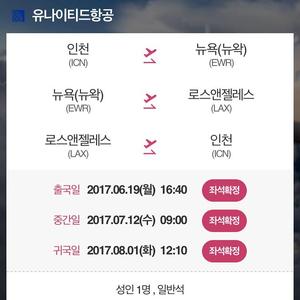 유나이티드항공
인천 뉴욕(뉴왁)
(ICN) (EWR)
뉴욕(뉴왁) 로스앤젤레스
(EWR) (LAX)
로스앤젤레스 인천
(LAX) (ICN)
출국일 2017.06.19(월) 16:40 좌석확정
중간일 2017.07.12(수) 09:00 좌석확정
귀국일 2017.08.01(화) 12:10 좌석확정
성인 1명 , 일반석